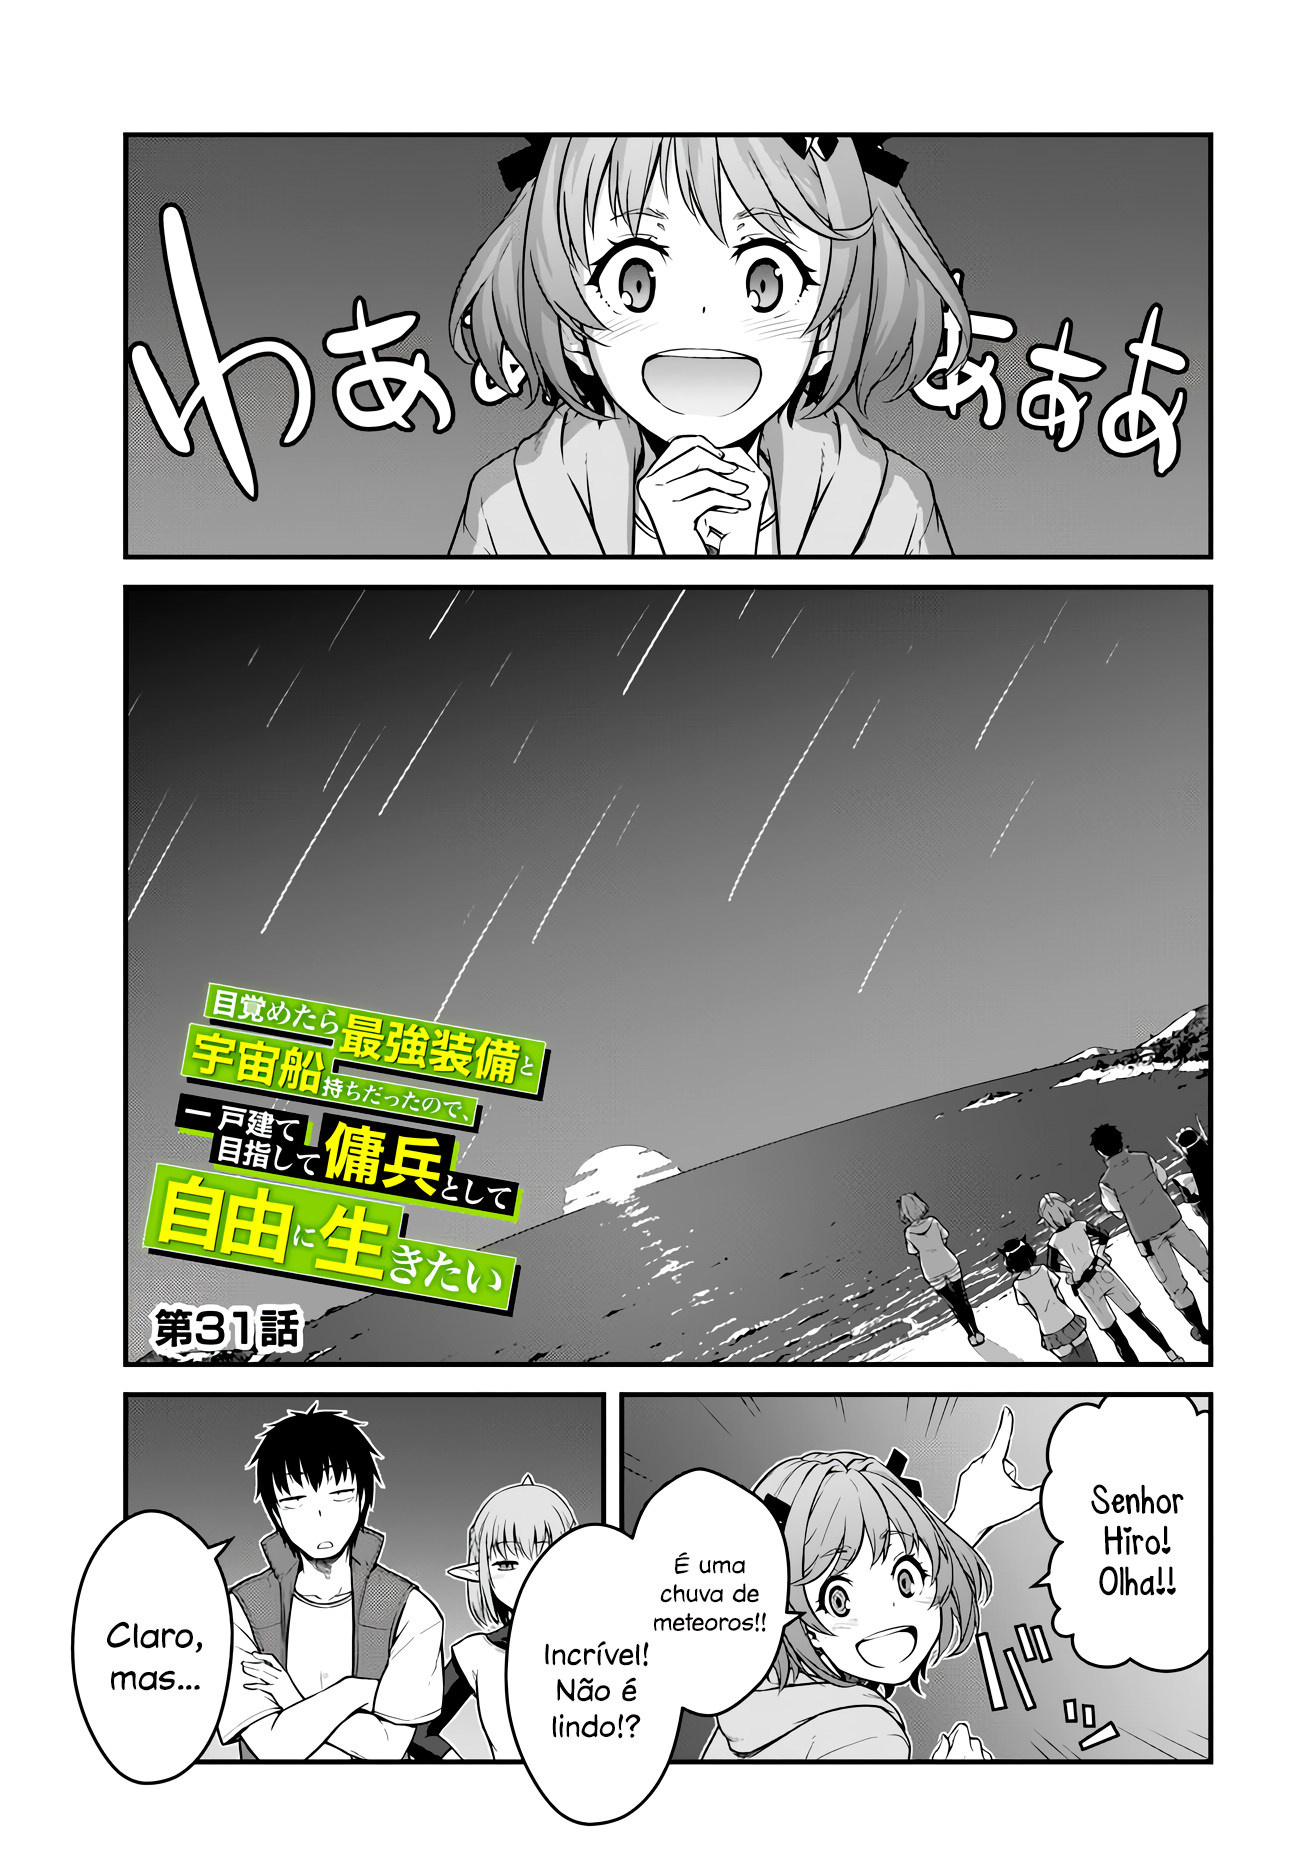 わあああああ
目覚めたら最強装備と
宇宙船持ちだったので、
一戸建て
目指して傭兵として
自由に生きたい
第31話
Senhor
Hiro!
Olha!!
É uma
chuva de
meteoros!!
Incrível!
Não é
lindo!?
Claro,
mas...